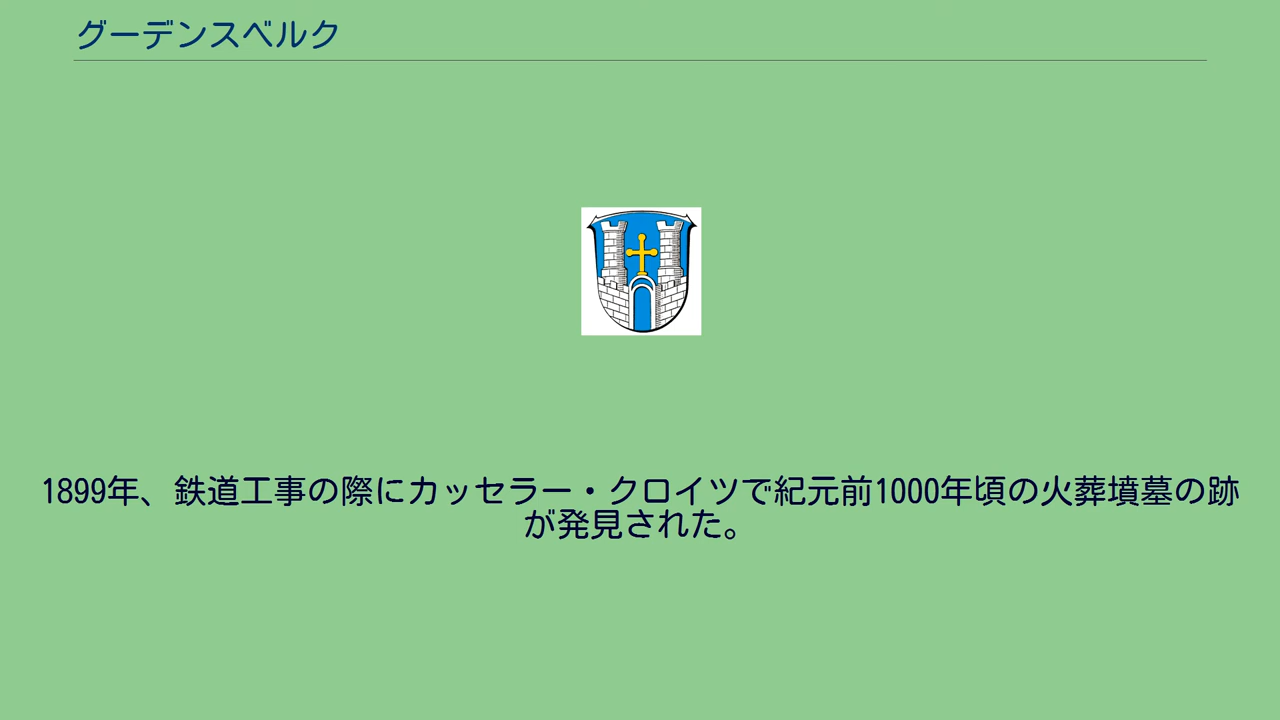 グーデンスベルク
1899年、鉄道工事の際にカッセラー・クロイツで紀元前1000年頃の火葬墳墓の跡
が発見された。